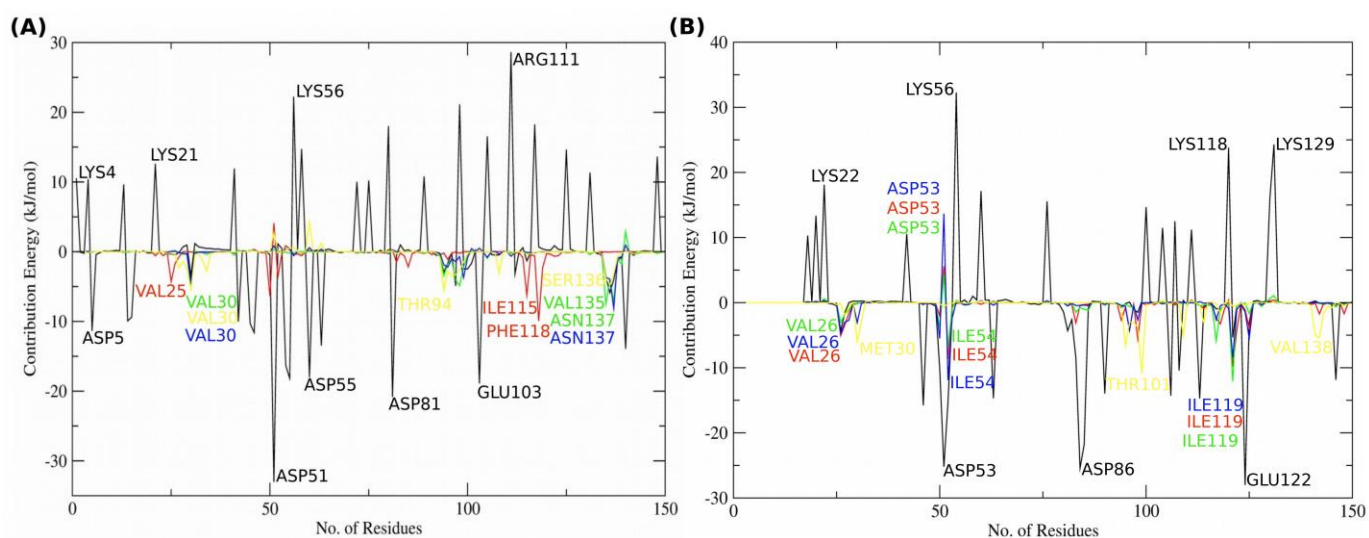 (A)
30
20
10
0
-10
-20
-30
0
50
100
150
Contribution Energy (kJ/mol)
No. of Residues
ARG111
LYS56
LYS21
LYS4
VAL25
VAL30
VAL30
VAL30
ASP5
THR94
SER136
ILE115
PHE118
VAL135
ASN137
ASN137
ASP55
ASP81
GLU103
ASP51
(B)
40
30
20
10
0
-10
-20
-30
0
50
100
150
Contribution Energy (kJ/mol)
No. of Residues
LYS56
LYS118
LYS129
LYS22
ASP53
ASP53
ASP53
VAL26
VAL26
VAL26
MET30
ILE54
ILE54
ILE54
THR101
VAL138
ILE119
ILE119
ILE119
ASP53
ASP86
GLU122